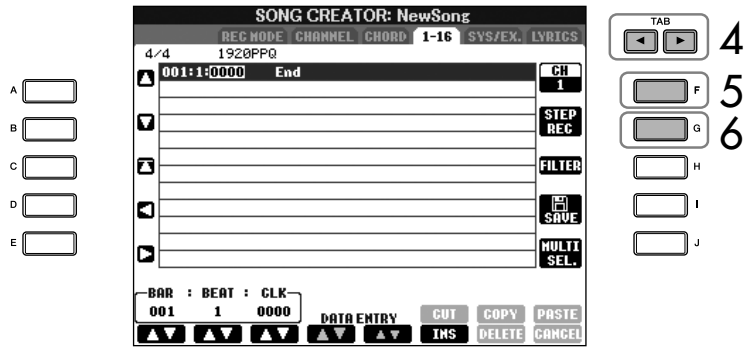 SONG CREATOR: NewSong
TAB
REC MODE CHANNEL CHORD 1-16 SYS/EX. LYRICS
4
4/4 1920PPQ
001:1:0000 End
CH
1
A
F
5
STEP
REC
B
G
6
C
FILTER
H
D
SAVE
I
E
MULTI
SEL.
J
BAR : BEAT : CLK
001 1 0000
DATA ENTRY
CUT COPY PASTE
INS DELETE CANCEL